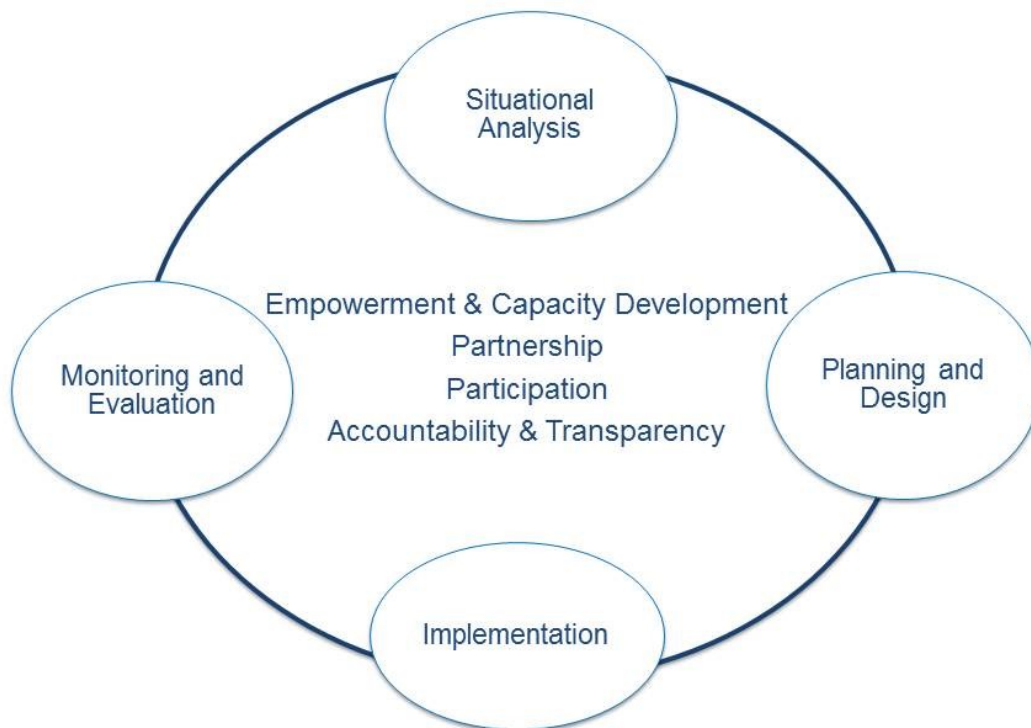 Situational
Analysis
Empowerment & Capacity Development
Partnership
Participation
Accountability & Transparency
Monitoring and
Evaluation
Planning and
Design
Implementation